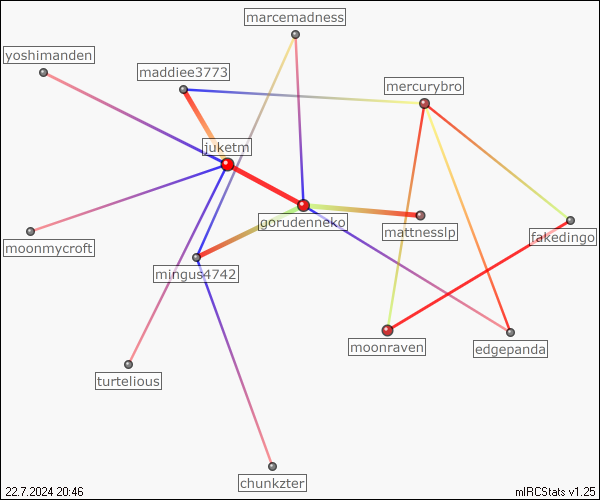 marcemadness
yoshimanden
maddiee3773
mercurybro
juketm
gorudenneko
mattnesslp
fakedingo
moonmycroft
mingus4742
moonraven
edgepanda
turtelious
chunkzter
22.7.2024 20:46
mIRCStats v1.25